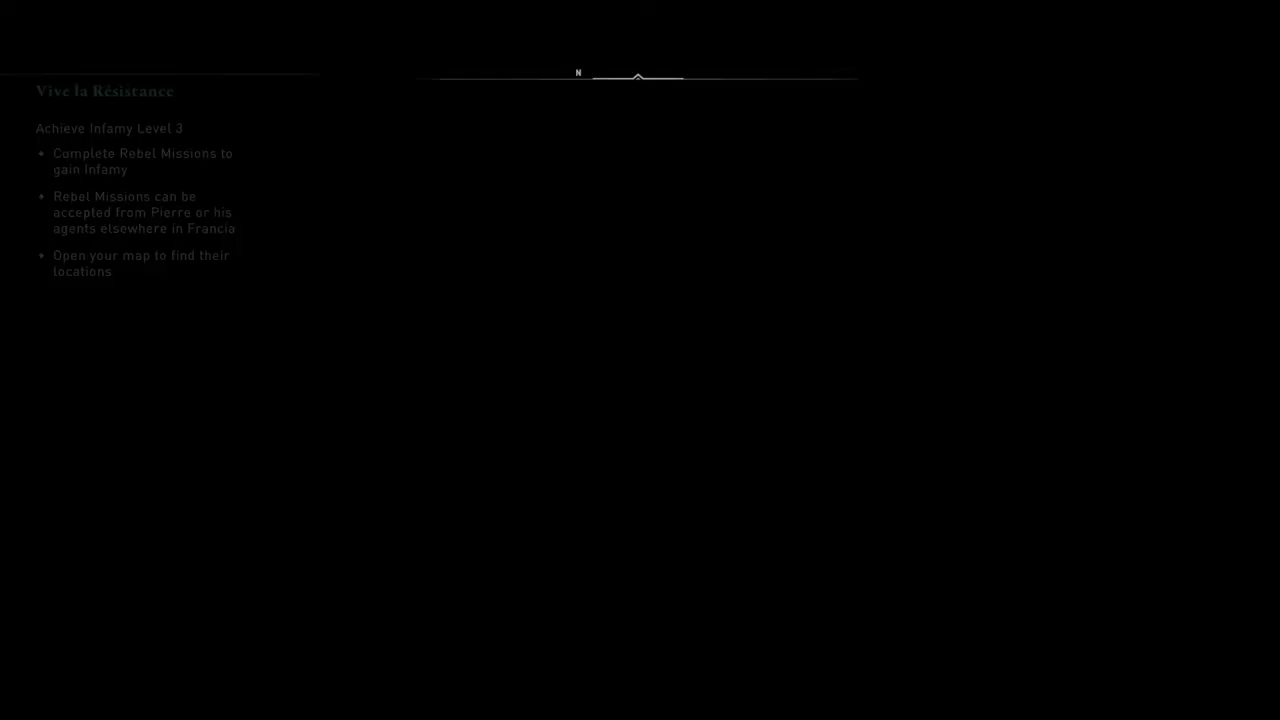 N
Vive la Résistance
Achieve Infamy Level 3
Complete Rebel Missions to
gain Infamy
Rebel Missions can be
accepted from Pierre or his
agents elsewhere in Francia
Open your map to find their
locations